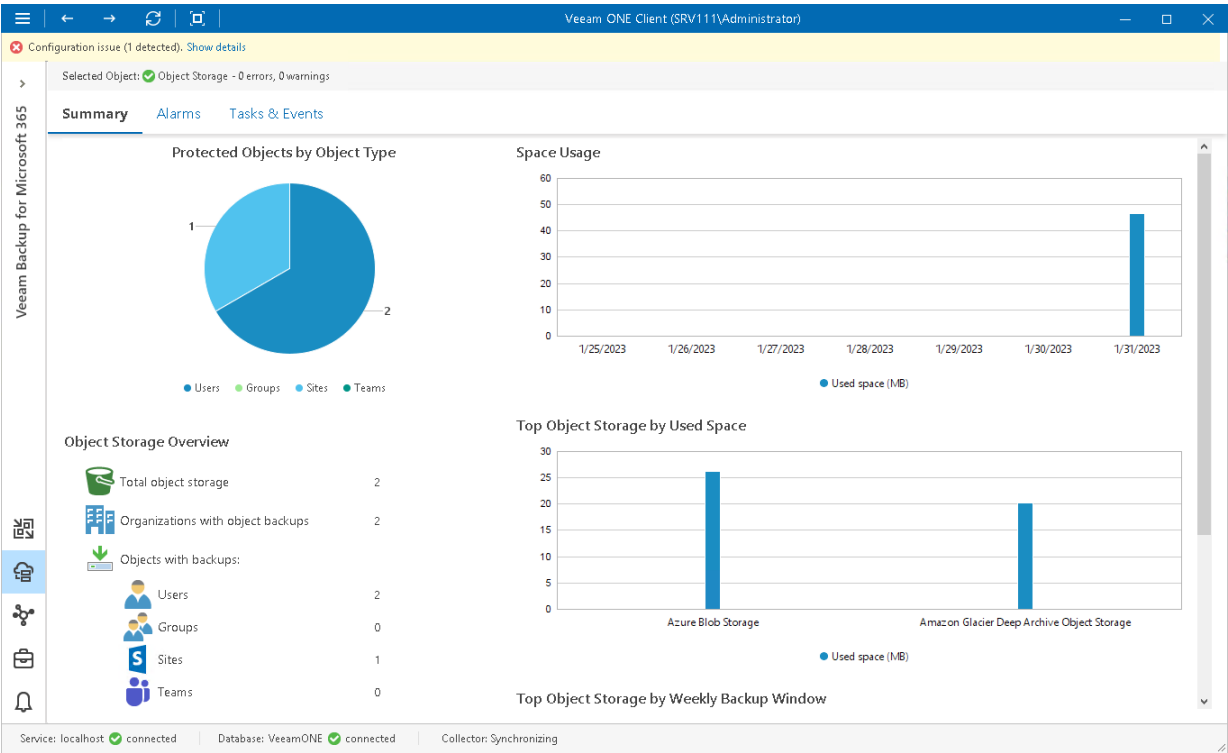 Veeam ONE Client (SRV111\Administrator)
Configuration issue (1 detected). Show details
Selected Object: Object Storage - 0 errors, 0 warnings
Veeam Backup for Microsoft 365
Summary Alarms Tasks & Events
Protected Objects by Object Type
1
2
Users Groups Sites Teams
Space Usage
60
50
40
30
20
10
0
1/25/2023 1/26/2023 1/27/2023 1/28/2023 1/29/2023 1/30/2023 1/31/2023
Used space (MB)
Object Storage Overview
Total object storage 2
Organizations with object backups 2
Objects with backups:
Users 2
Groups 0
S
Sites 1
Teams 0
Top Object Storage by Used Space
30
25
20
15
10
5
0
Azure Blob Storage Amazon Glacier Deep Archive Object Storage
Used space (MB)
Top Object Storage by Weekly Backup Window
Service: localhost connected Database: VeeamONE connected Collector: Synchronizing